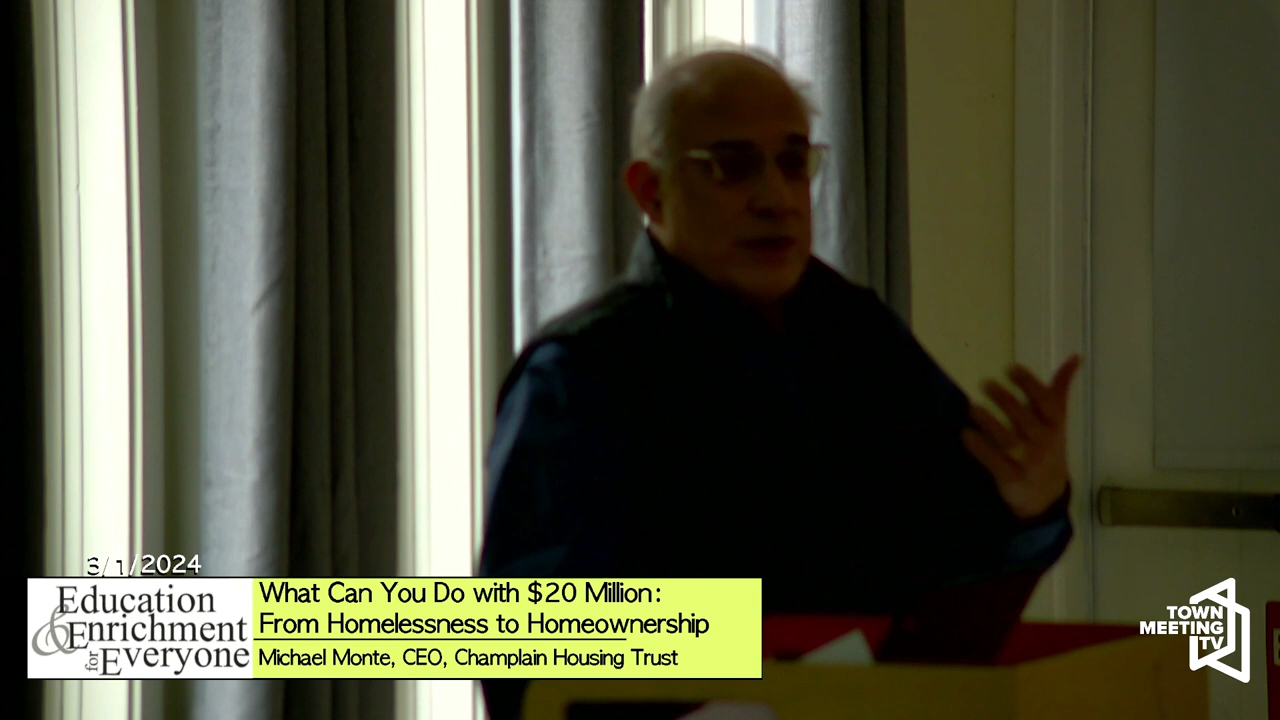 3/1/2024
Education
& Enrichment
for Everyone
What Can You Do with $20 Million:
From Homelessness to Homeownership
Michael Monte, CEO, Champlain Housing Trust
TOWN
MEETING
TV